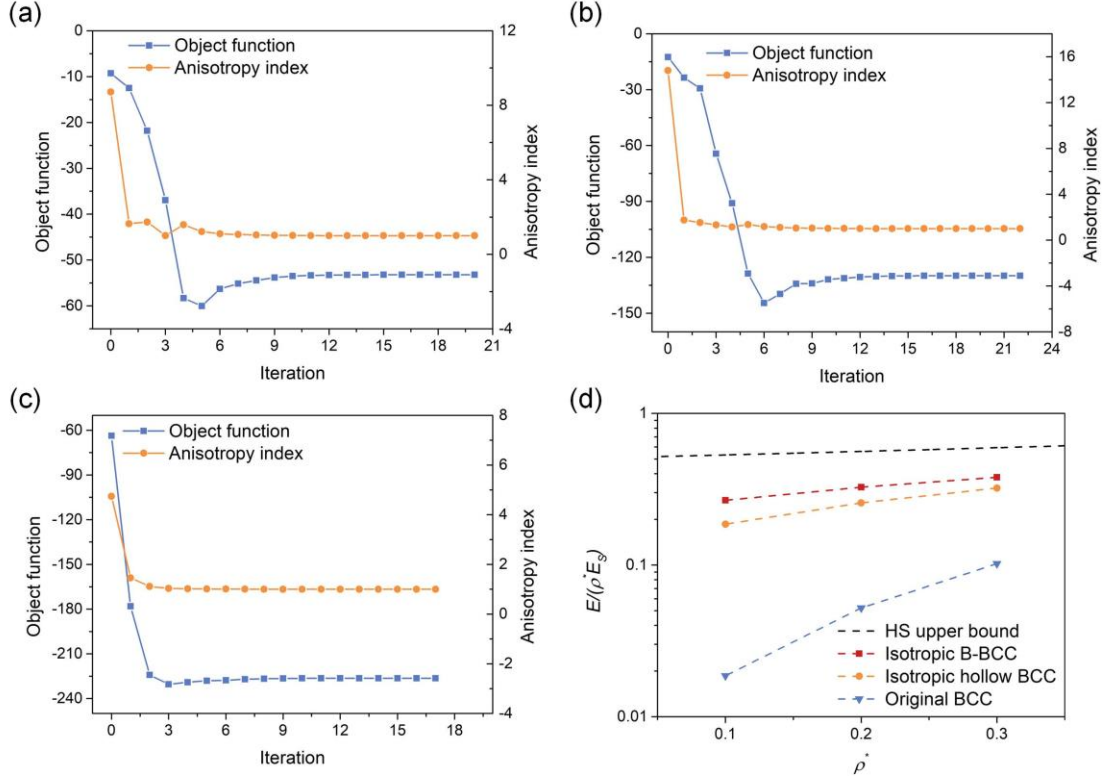 (a)
Object function
Anisotropy index
0
-10
-20
-30
-40
-50
-60
Object function
12
8
4
0
-4
Anisotropy index
0 3 6 9 12 15 18 21
Iteration
(b)
Object function
Anisotropy index
0
-30
-60
-90
-120
-150
Object function
16
12
8
4
0
-4
-8
Anisotropy index
0 3 6 9 12 15 18 21 24
Iteration
(c)
Object function
Anisotropy index
-60
-90
-120
-150
-180
-210
-240
Object function
8
6
4
2
0
-2
-4
Anisotropy index
0 3 6 9 12 15 18
Iteration
(d)
1
0.1
0.01
E/(ρ*E_S)
HS upper bound
Isotropic B-BCC
Isotropic hollow BCC
Original BCC
0.1 0.2 0.3
ρ*